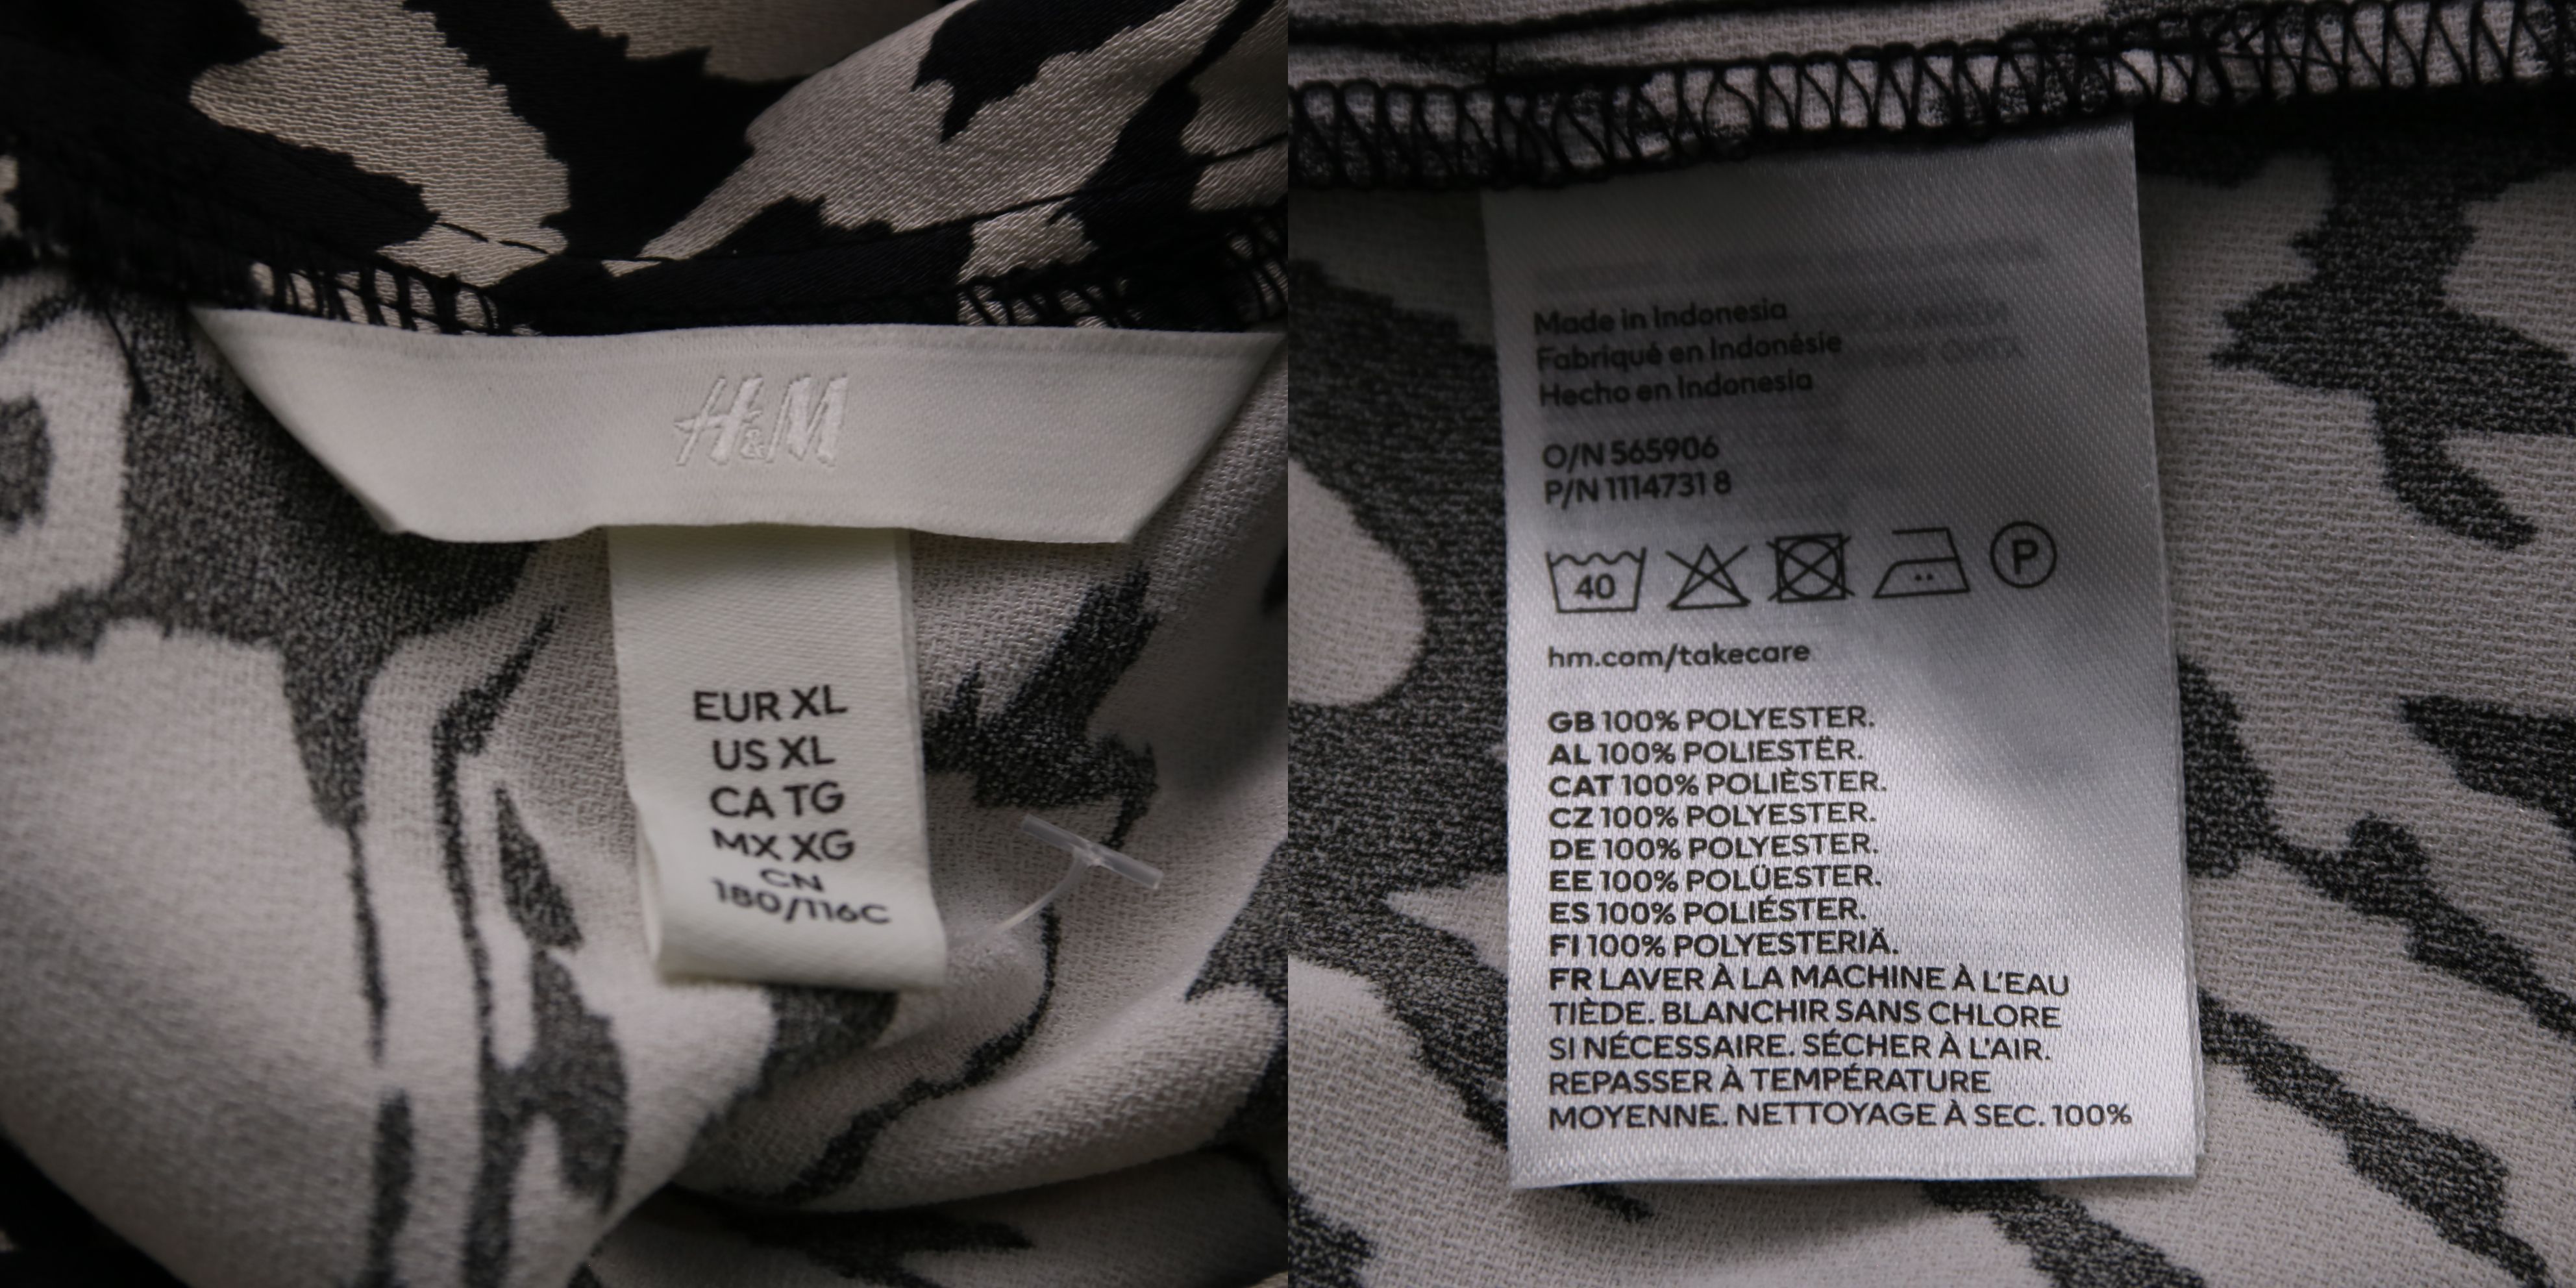 H&M
EUR XL
US XL
CA TG
MX XG
CN
180/116C
Made in Indonesia
Fabriqué en Indonésie
Hecho en Indonesia
O/N 565906
P/N 1114731 8
40
P
hm.com/takecare
GB 100% POLYESTER.
AL 100% POLIESTËR.
CAT 100% POLIÈSTER.
CZ 100% POLYESTER.
DE 100% POLYESTER.
EE 100% POLÜESTER.
ES 100% POLIÉSTER.
FI 100% POLYESTERIÄ.
FR LAVER À LA MACHINE À L'EAU
TIÈDE. BLANCHIR SANS CHLORE
SI NÉCESSAIRE. SÉCHER À L'AIR.
REPASSER À TEMPÉRATURE
MOYENNE. NETTOYAGE À SEC. 100%